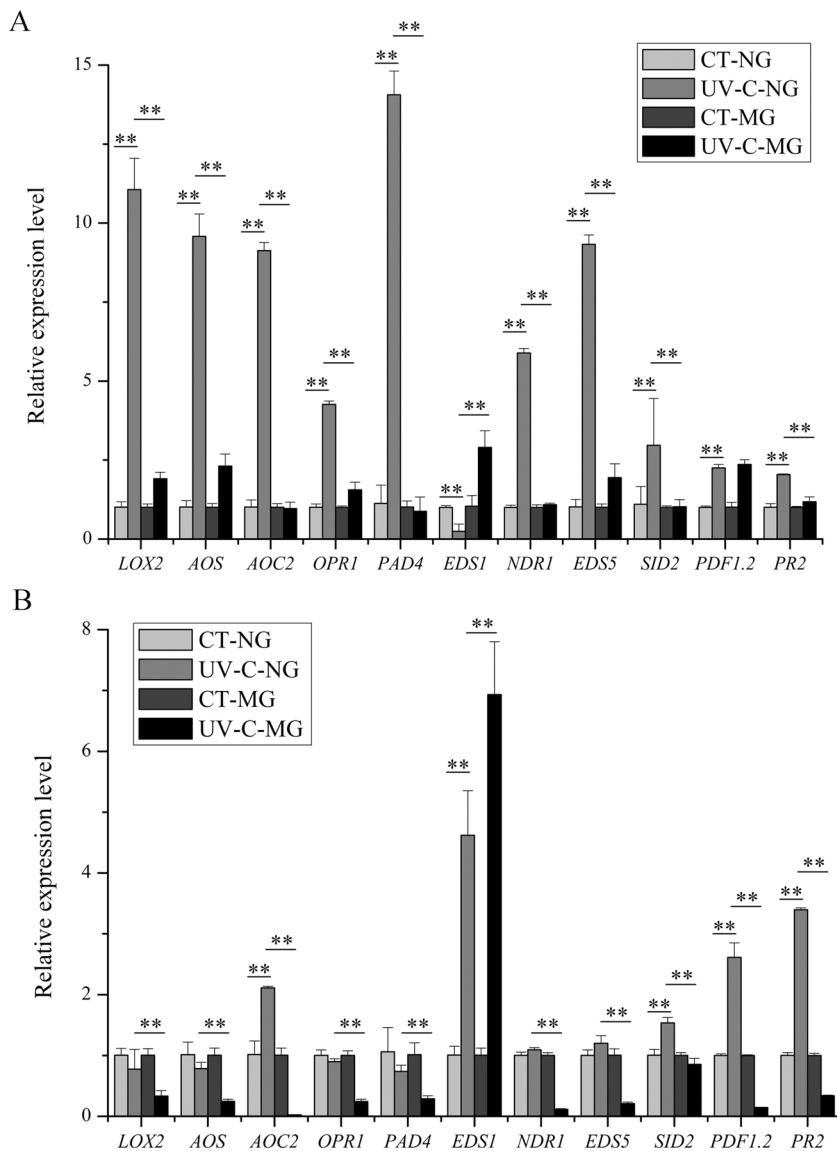 A
** **
15
CT-NG
UV-C-NG
CT-MG
UV-C-MG
**
** **
** ** **
** ** **
10
** **
Relative expression level
** **
5 ** ** ** ** **
** **
**
0
LOX2 AOS AOC2 OPR1 PAD4 EDS1 NDR1 EDS5 SID2 PDF1.2 PR2
B
8 **
CT-NG
UV-C-NG
CT-MG
UV-C-MG
6
**
Relative expression level
4 **
**
**
**
**
2 ** ** **
** ** ** ** ** **
0
LOX2 AOS AOC2 OPR1 PAD4 EDS1 NDR1 EDS5 SID2 PDF1.2 PR2